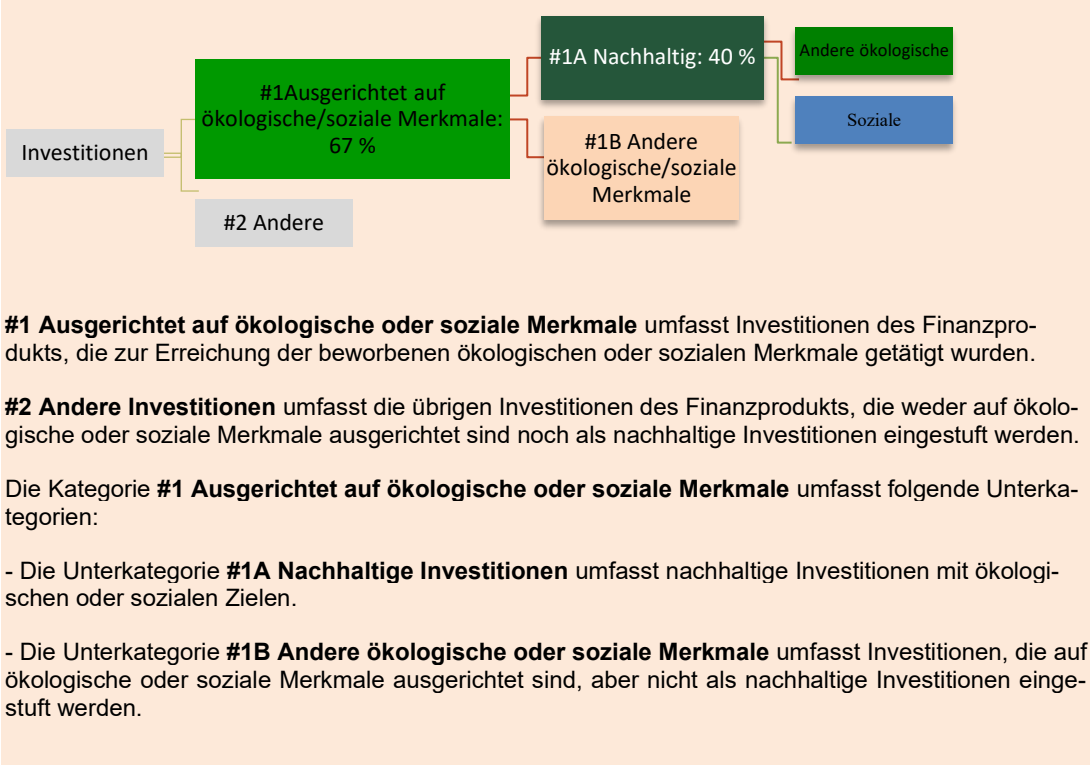 #1A Nachhaltig: 40 %
Andere ökologische
#1Ausgerichtet auf
ökologische/soziale Merkmale:
67 %
Soziale
Investitionen
#1B Andere
ökologische/soziale
Merkmale
#2 Andere
#1 Ausgerichtet auf ökologische oder soziale Merkmale umfasst Investitionen des Finanzpro-
dukts, die zur Erreichung der beworbenen ökologischen oder sozialen Merkmale getätigt wurden.
#2 Andere Investitionen umfasst die übrigen Investitionen des Finanzprodukts, die weder auf ökolo-
gische oder soziale Merkmale ausgerichtet sind noch als nachhaltige Investitionen eingestuft werden.
Die Kategorie #1 Ausgerichtet auf ökologische oder soziale Merkmale umfasst folgende Unterka-
tegorien:
- Die Unterkategorie #1A Nachhaltige Investitionen umfasst nachhaltige Investitionen mit ökologi-
schen oder sozialen Zielen.
- Die Unterkategorie #1B Andere ökologische oder soziale Merkmale umfasst Investitionen, die auf
ökologische oder soziale Merkmale ausgerichtet sind, aber nicht als nachhaltige Investitionen einge-
stuft werden.